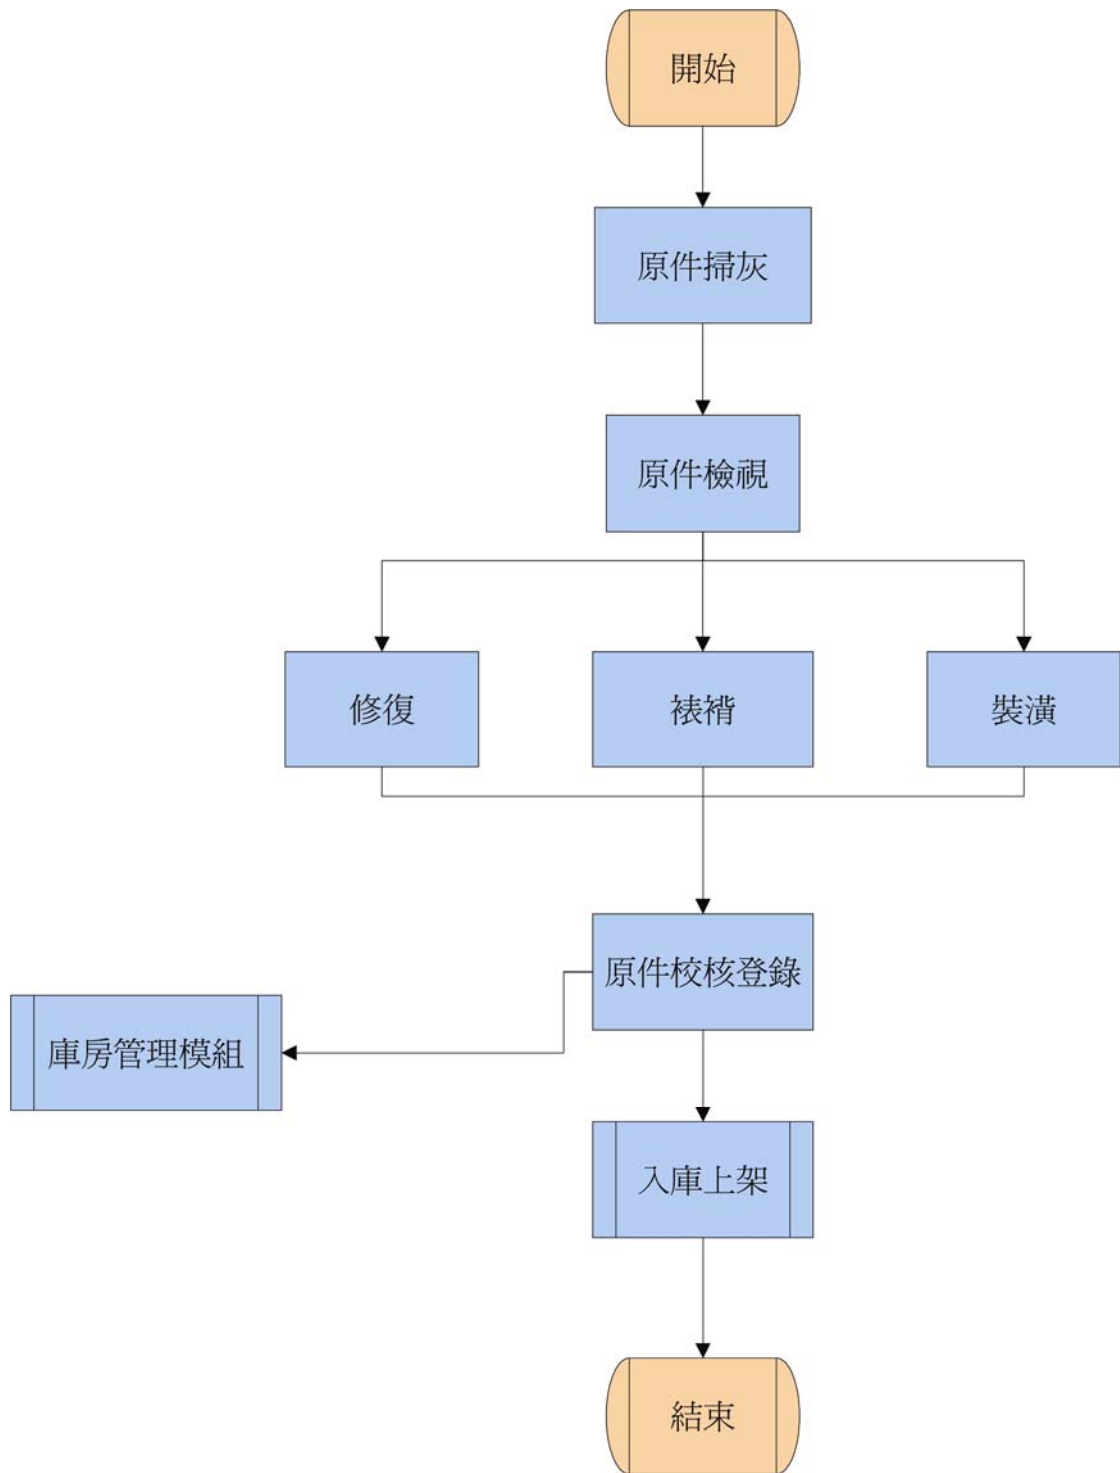 開始
原件掃灰
原件檢視
修復
裱褙
裝潢
原件校核登錄
庫房管理模組
入庫上架
結束